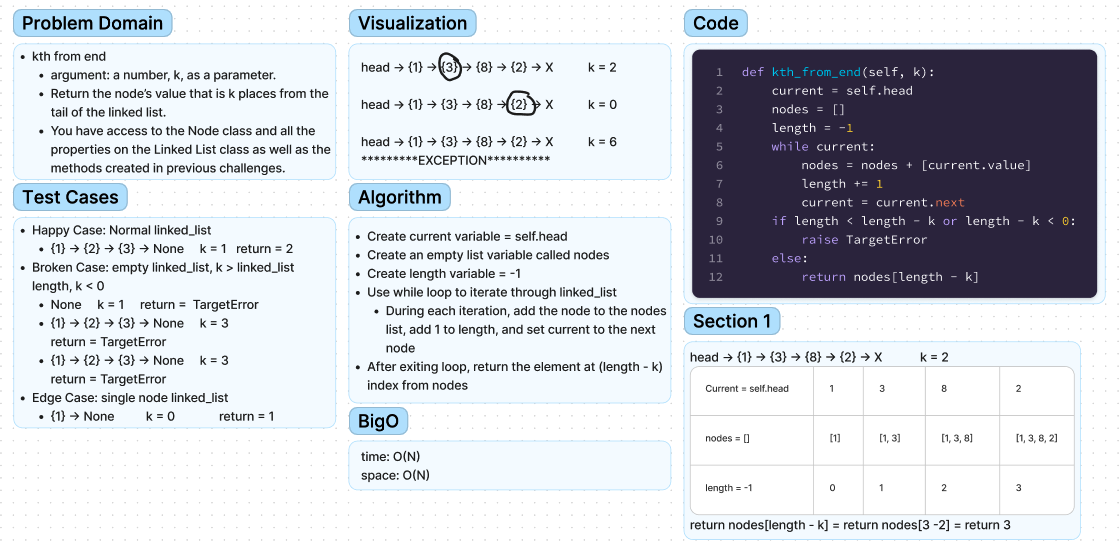 Problem Domain
kth from end
argument: a number, k, as a parameter.
Return the node's value that is k places from the
tail of the linked list.
You have access to the Node class and all the
properties on the Linked List class as well as the
methods created in previous challenges.
Test Cases
Happy Case: Normal linked_list
{1} → {2} → {3} → None k = 1 return = 2
Broken Case: empty linked_list, k > linked_list
length, k < 0
None k = 1 return = TargetError
{1} → {2} → {3} → None k = 3
return = TargetError
{1} → {2} → {3} → None k = 3
return = TargetError
Edge Case: single node linked_list
{1} → None k = 0 return = 1
Visualization
head → {1} → {3} → {8} → {2} → X k = 2
head → {1} → {3} → {8} → {2} → X k = 0
head → {1} → {3} → {8} → {2} → X k = 6
*********EXCEPTION**********
Algorithm
Create current variable = self.head
Create an empty list variable called nodes
Create length variable = -1
Use while loop to iterate through linked_list
During each iteration, add the node to the nodes
list, add 1 to length, and set current to the next
node
After exiting loop, return the element at (length - k)
index from nodes
BigO
time: O(N)
space: O(N)
Code
1 def kth_from_end(self, k):
2 current = self.head
3 nodes = []
4 length = -1
5 while current:
6 nodes = nodes + [current.value]
7 length += 1
8 current = current.next
9 if length < length - k or length - k < 0:
10 raise TargetError
11 else:
12 return nodes[length - k]
Section 1
head → {1} → {3} → {8} → {2} → X k = 2
Current = self.head 1 3 8 2
nodes = [] [1] [1, 3] [1, 3, 8] [1, 3, 8, 2]
length = -1 0 1 2 3
return nodes[length - k] = return nodes[3 -2] = return 3